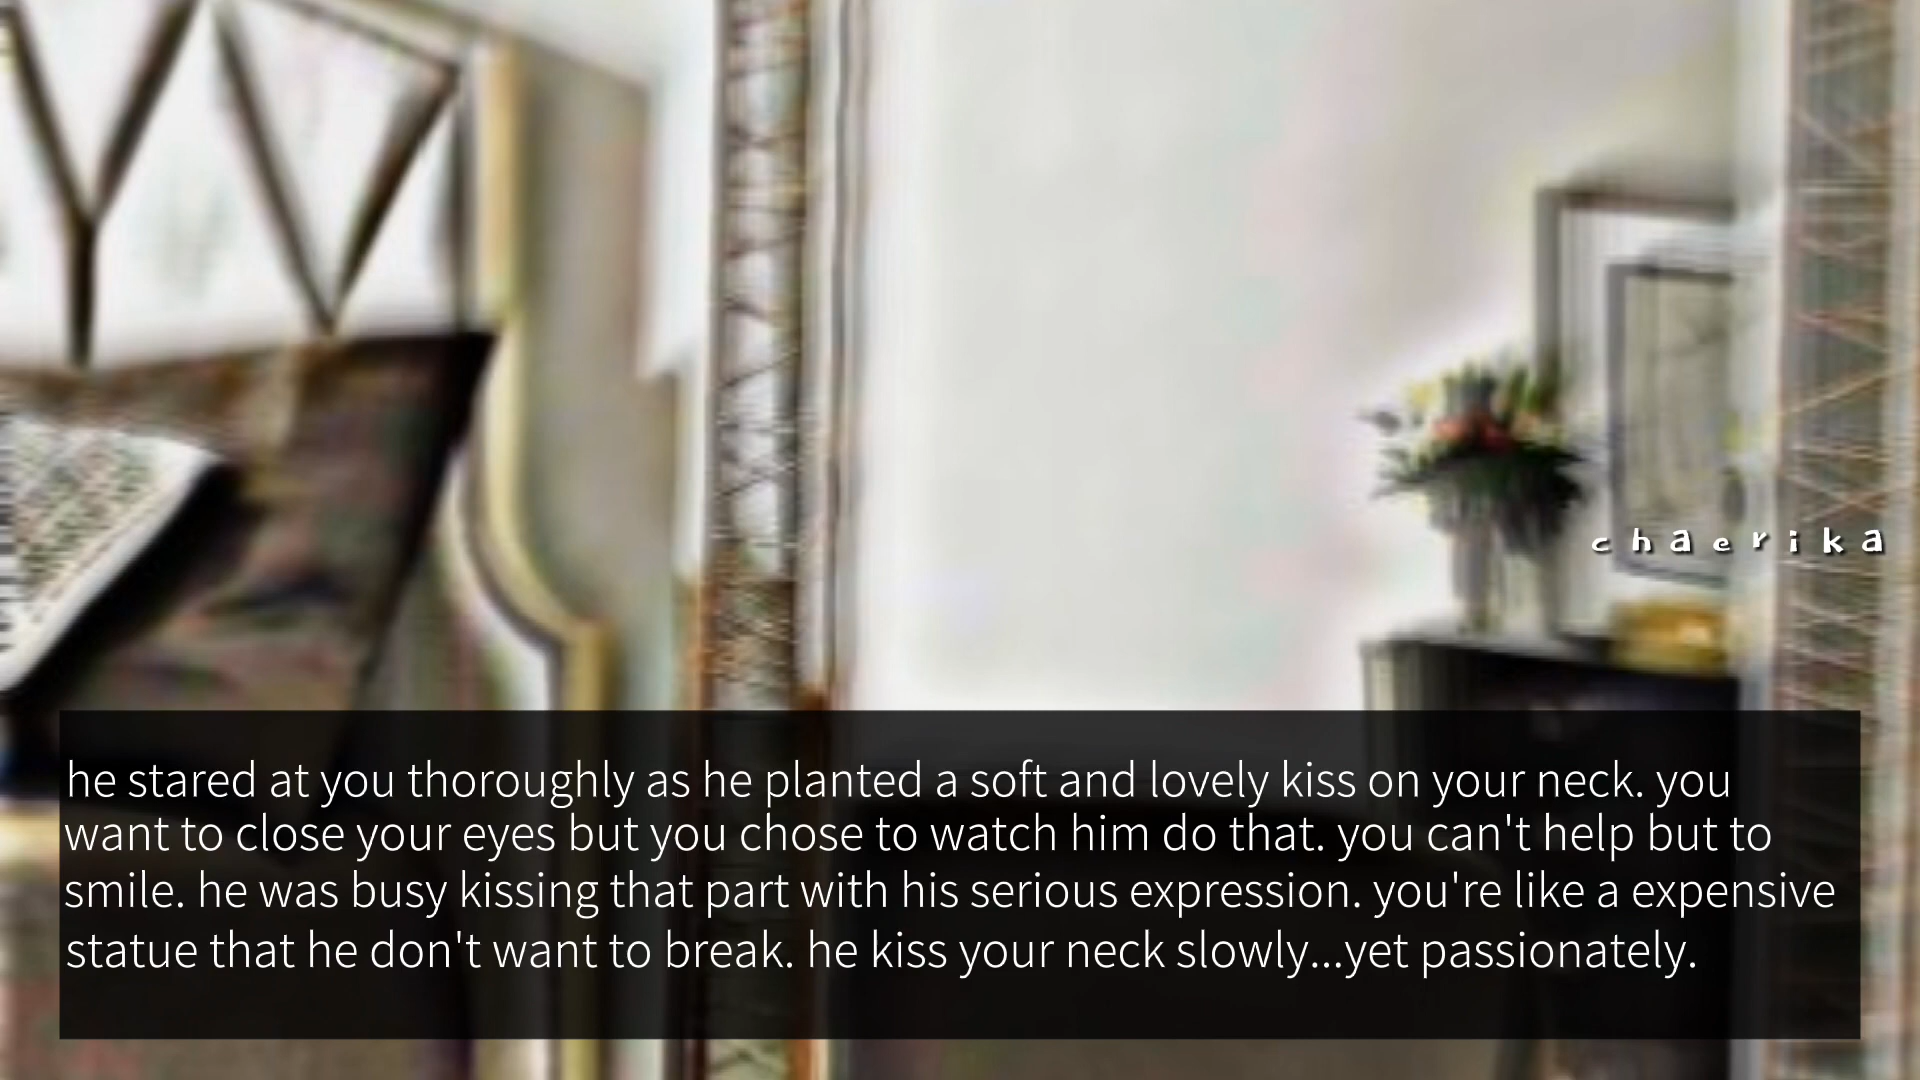 c h a e r i k a
he stared at you thoroughly as he planted a soft and lovely kiss on your neck. you
want to close your eyes but you chose to watch him do that. you can't help but to
smile. he was busy kissing that part with his serious expression. you're like a expensive
statue that he don't want to break. he kiss your neck slowly...yet passionately.